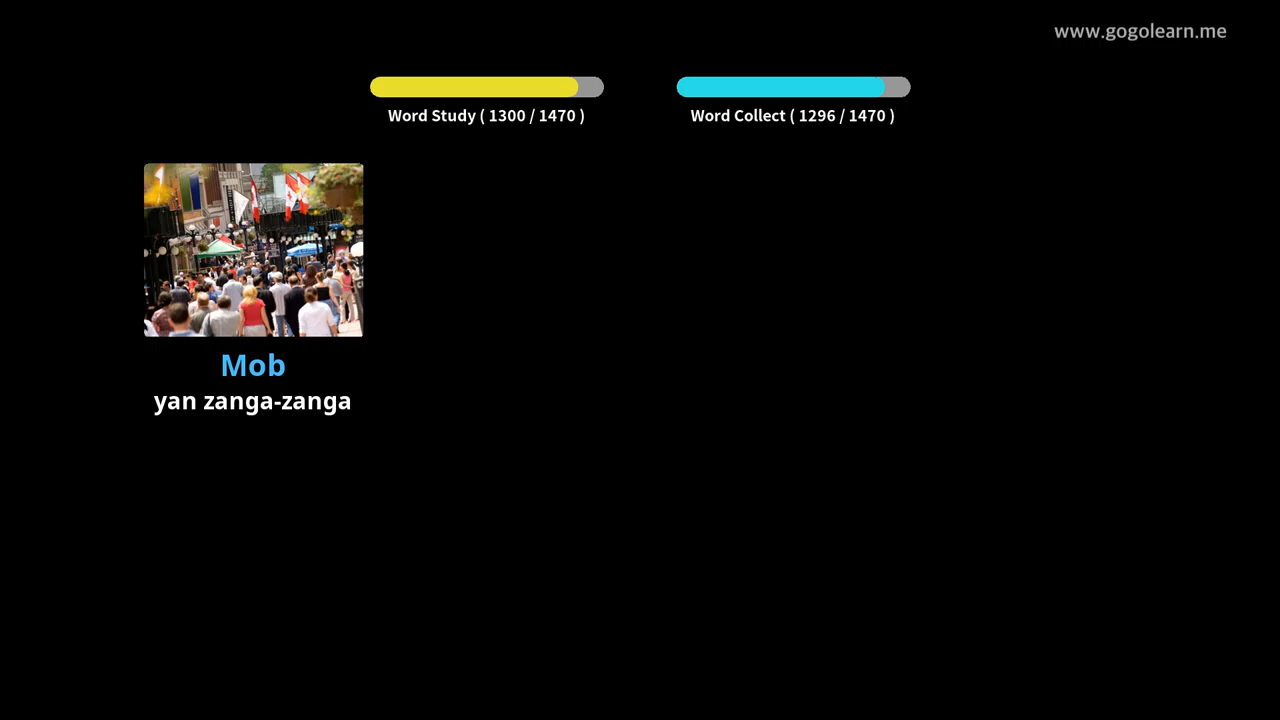 www.gogolearn.me
Word Study ( 1300 / 1470 )
Word Collect ( 1296 / 1470 )
Mob
yan zanga-zanga